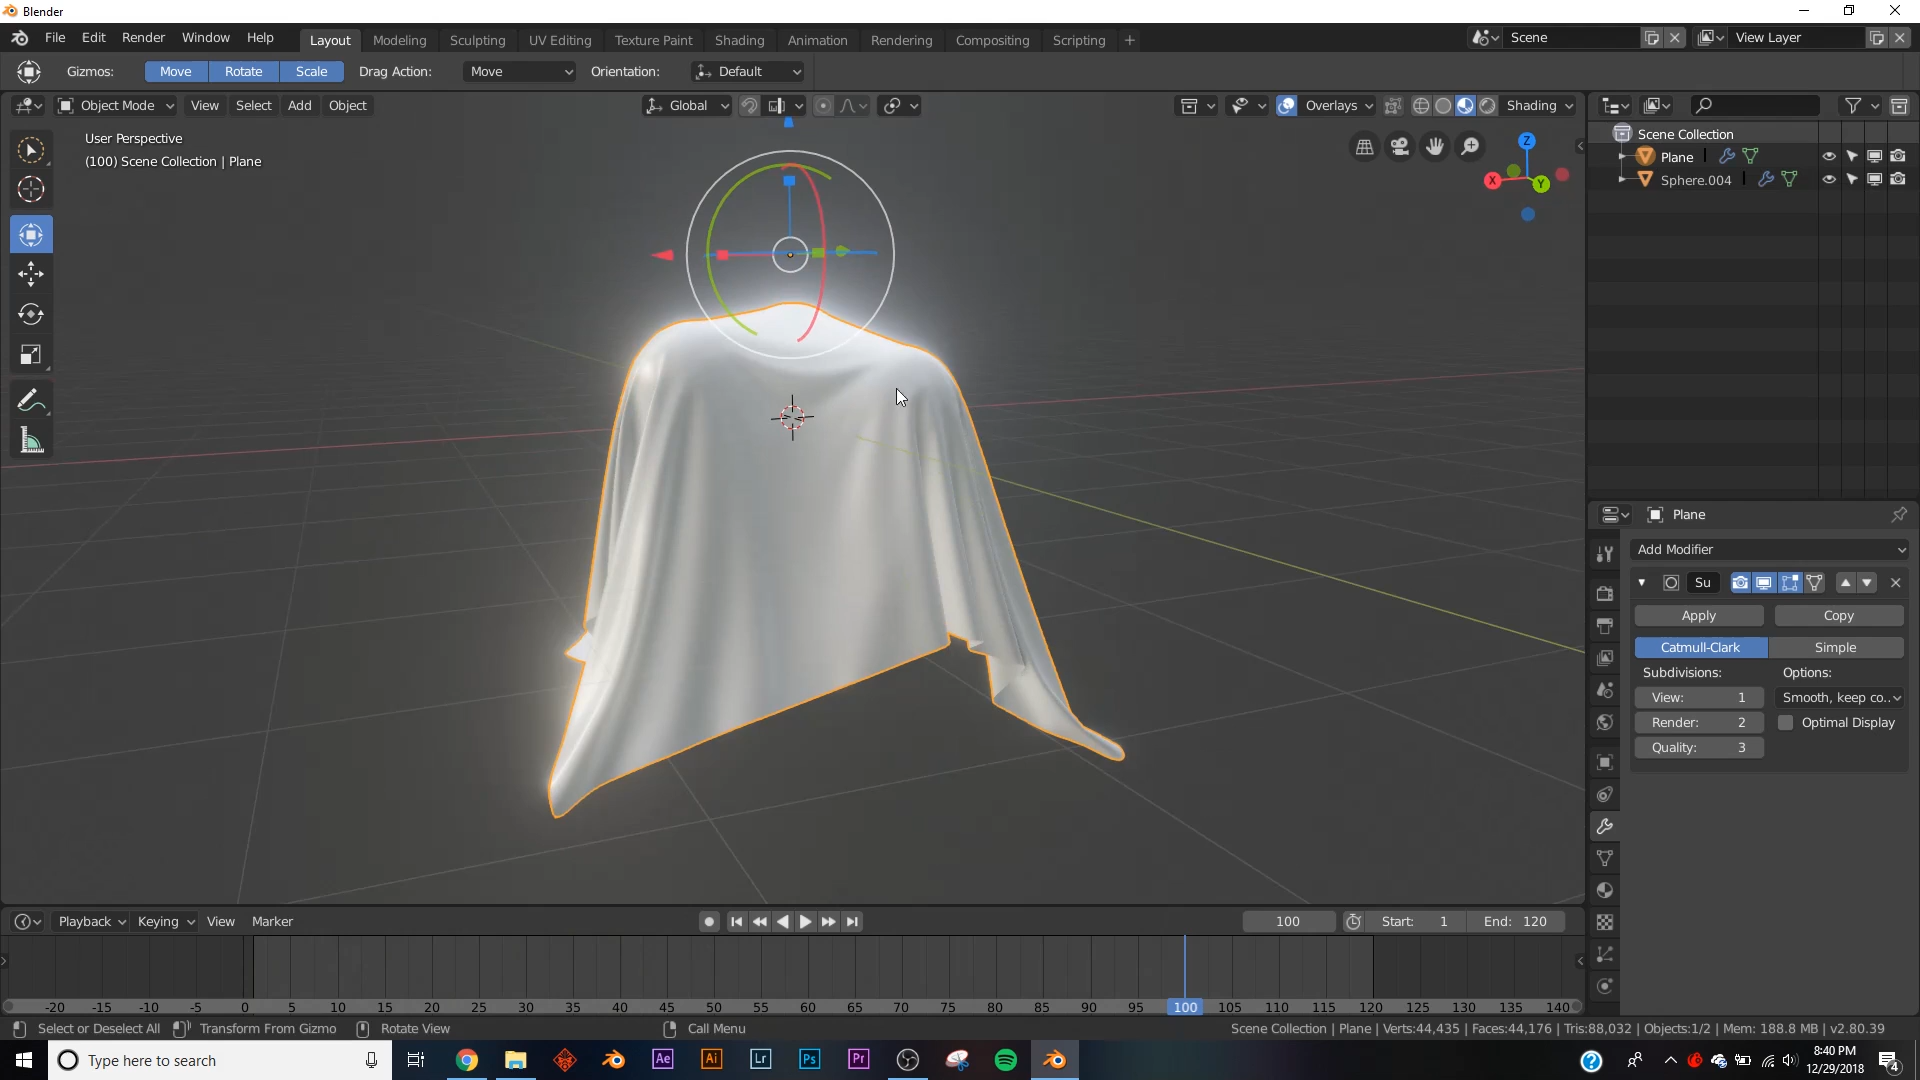 Blender
File Edit Render Window Help
Layout Modeling Sculpting UV Editing Texture Paint Shading Animation Rendering Compositing Scripting +
Scene
View Layer
Gizmos: Move Rotate Scale Drag Action: Move Orientation: Default
Object Mode View Select Add Object
Global
Overlays Shading
User Perspective
(100) Scene Collection | Plane
Z
X
Y
Scene Collection
Plane
Sphere.004
Plane
Add Modifier
Su
Apply Copy
Catmull-Clark Simple
Subdivisions: Options:
View: 1 Smooth, keep co..
Render: 2 Optimal Display
Quality: 3
Playback Keying View Marker
100 Start: 1 End: 120
-20 -15 -10 -5 0 5 10 15 20 25 30 35 40 45 50 55 60 65 70 75 80 85 90 95 100 105 110 115 120 125 130 135 140
Select or Deselect All Transform From Gizmo Rotate View Call Menu
Scene Collection | Plane | Verts:44,435 | Faces:44,176 | Tris:88,032 | Objects:1/2 | Mem: 188.8 MB | v2.80.39
Type here to search
Ae Ai Lr Ps Pr
8:40 PM
12/29/2018
4